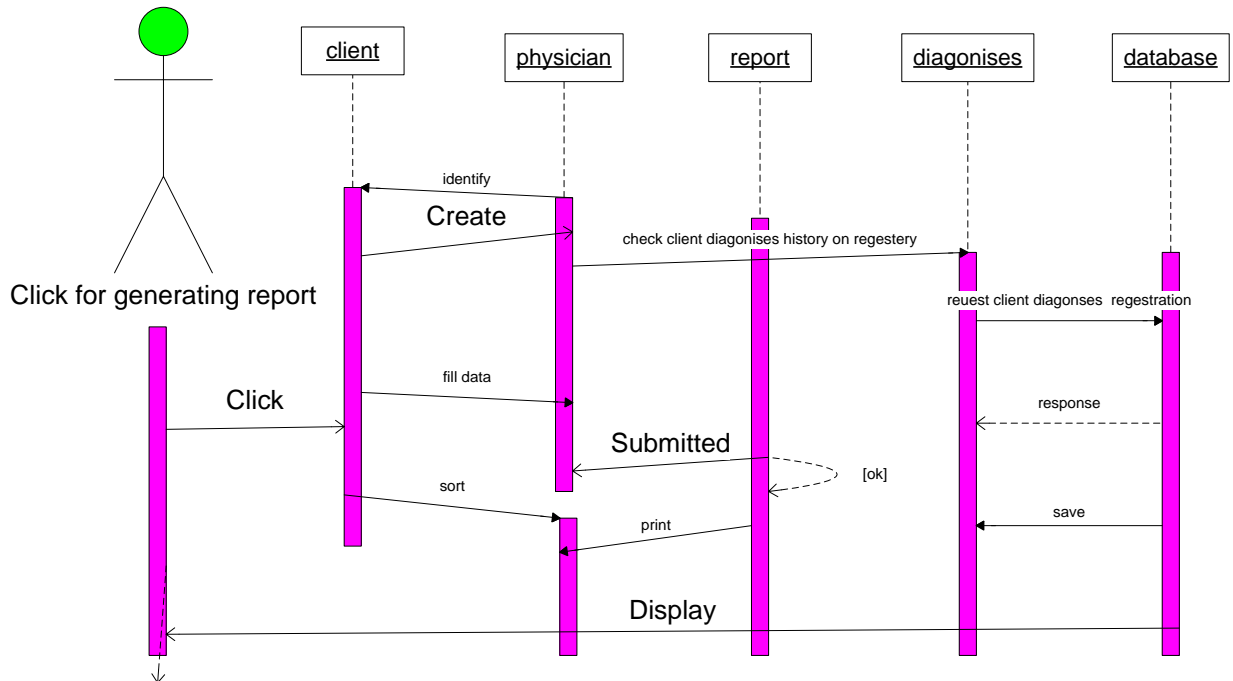 client
physician
report
diagonises
database
identify
Create
check client diagonises history on regestery
Click for generating report
reuest client diagonses regestration
fill data
Click
response
Submitted
[ok]
sort
save
print
Display